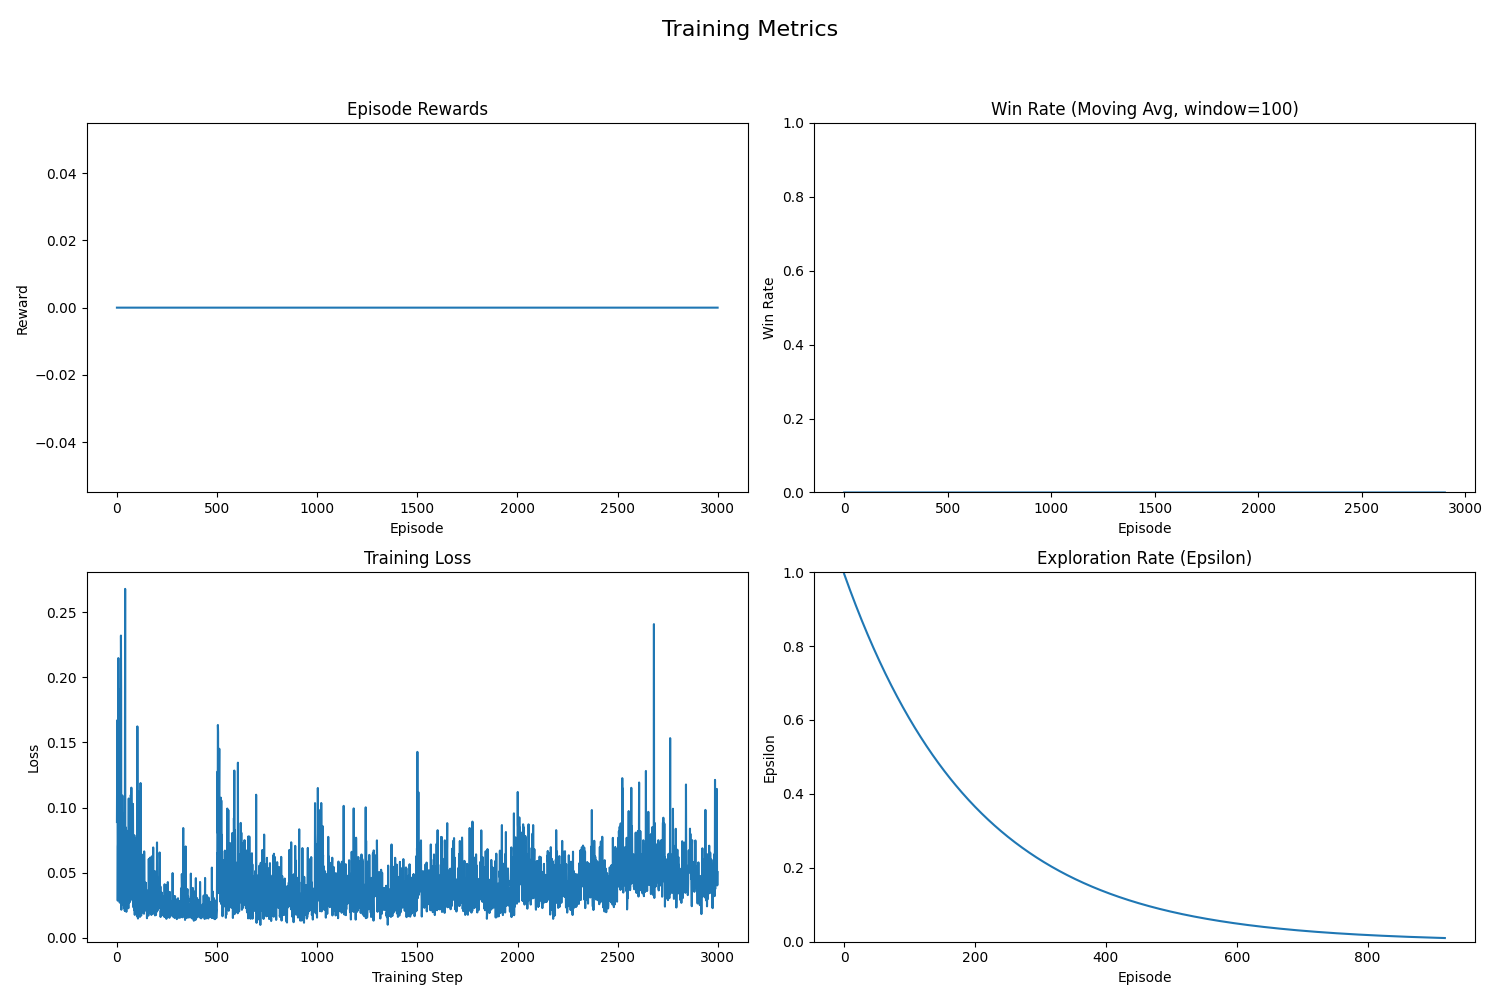 Training Metrics
Episode Rewards
0.04
0.02
0.00
−0.02
−0.04
Reward
0 500 1000 1500 2000 2500 3000
Episode
Win Rate (Moving Avg, window=100)
1.0
0.8
0.6
0.4
0.2
0.0
Win Rate
0 500 1000 1500 2000 2500 3000
Episode
Training Loss
0.25
0.20
0.15
0.10
0.05
0.00
Loss
0 500 1000 1500 2000 2500 3000
Training Step
Exploration Rate (Epsilon)
1.0
0.8
0.6
0.4
0.2
0.0
Epsilon
0 200 400 600 800
Episode